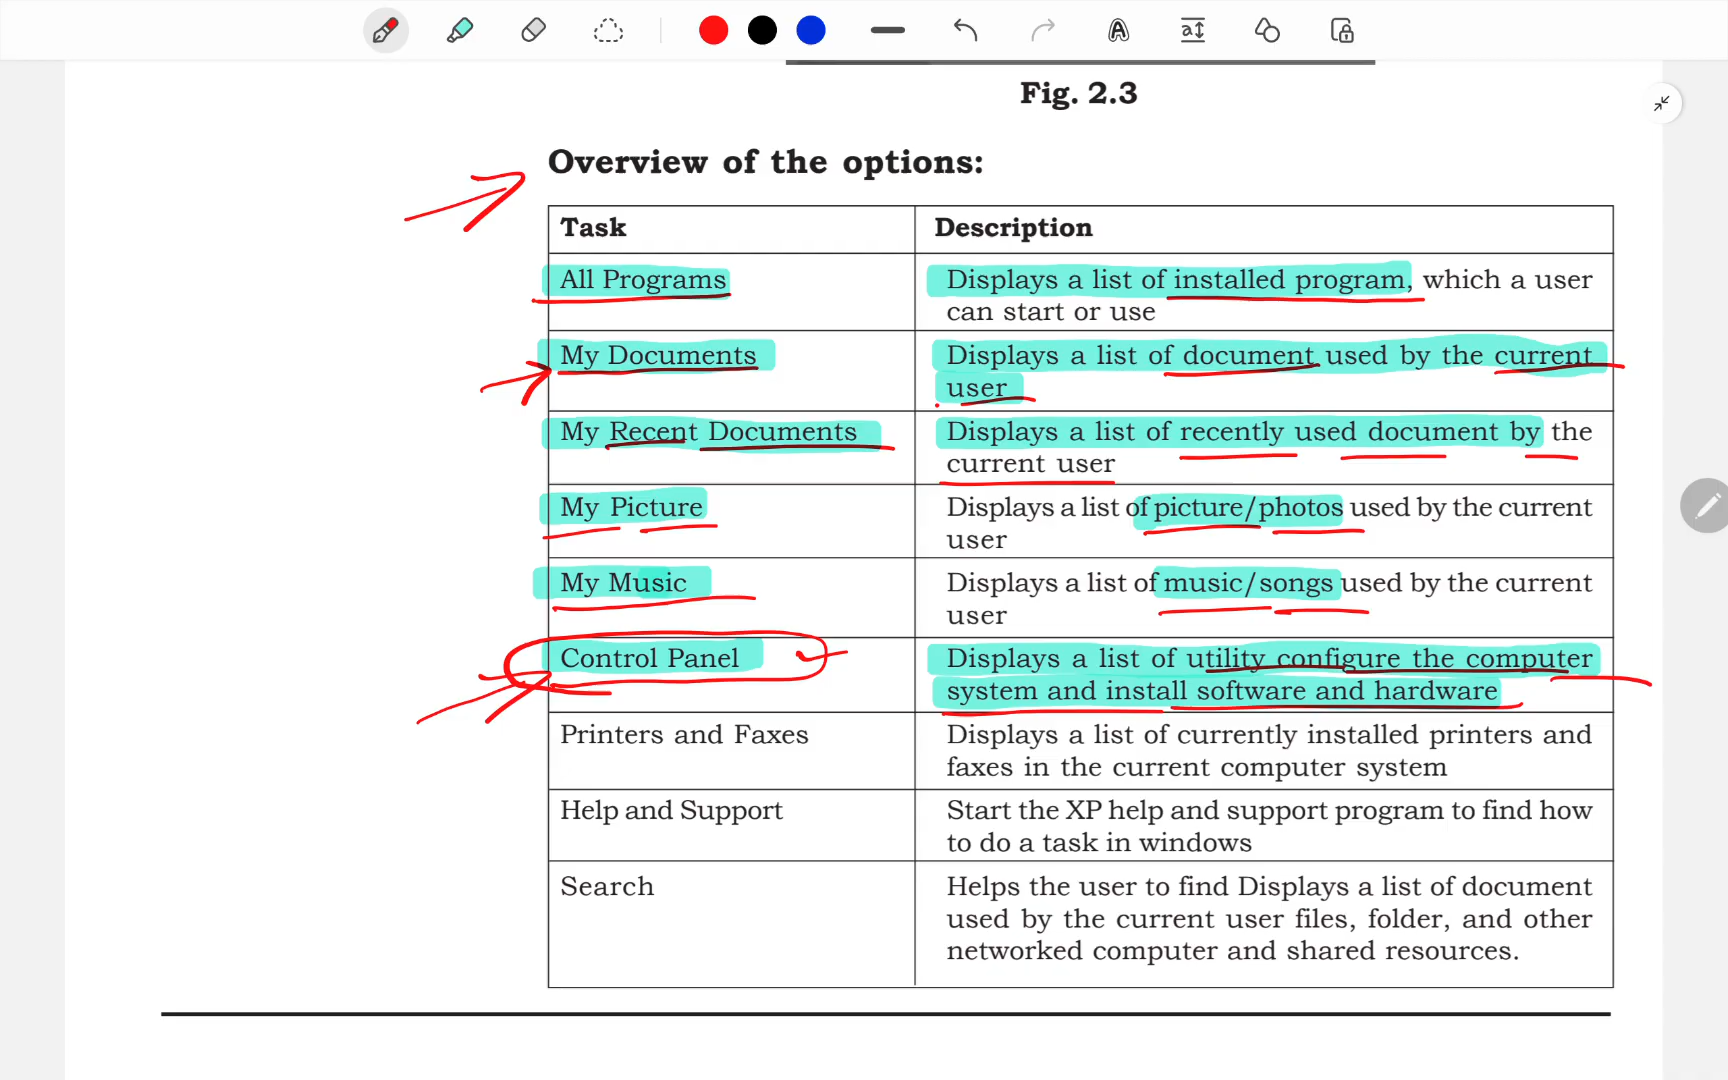 Fig. 2.3
Overview of the options:
Task Description
All Programs Displays a list of installed program, which a user
can start or use
My Documents Displays a list of document used by the current
user
My Recent Documents Displays a list of recently used document by the
current user
My Picture Displays a list of picture/photos used by the current
user
My Music Displays a list of music/songs used by the current
user
Control Panel Displays a list of utility configure the computer
system and install software and hardware
Printers and Faxes Displays a list of currently installed printers and
faxes in the current computer system
Help and Support Start the XP help and support program to find how
to do a task in windows
Search Helps the user to find Displays a list of document
used by the current user files, folder, and other
networked computer and shared resources.